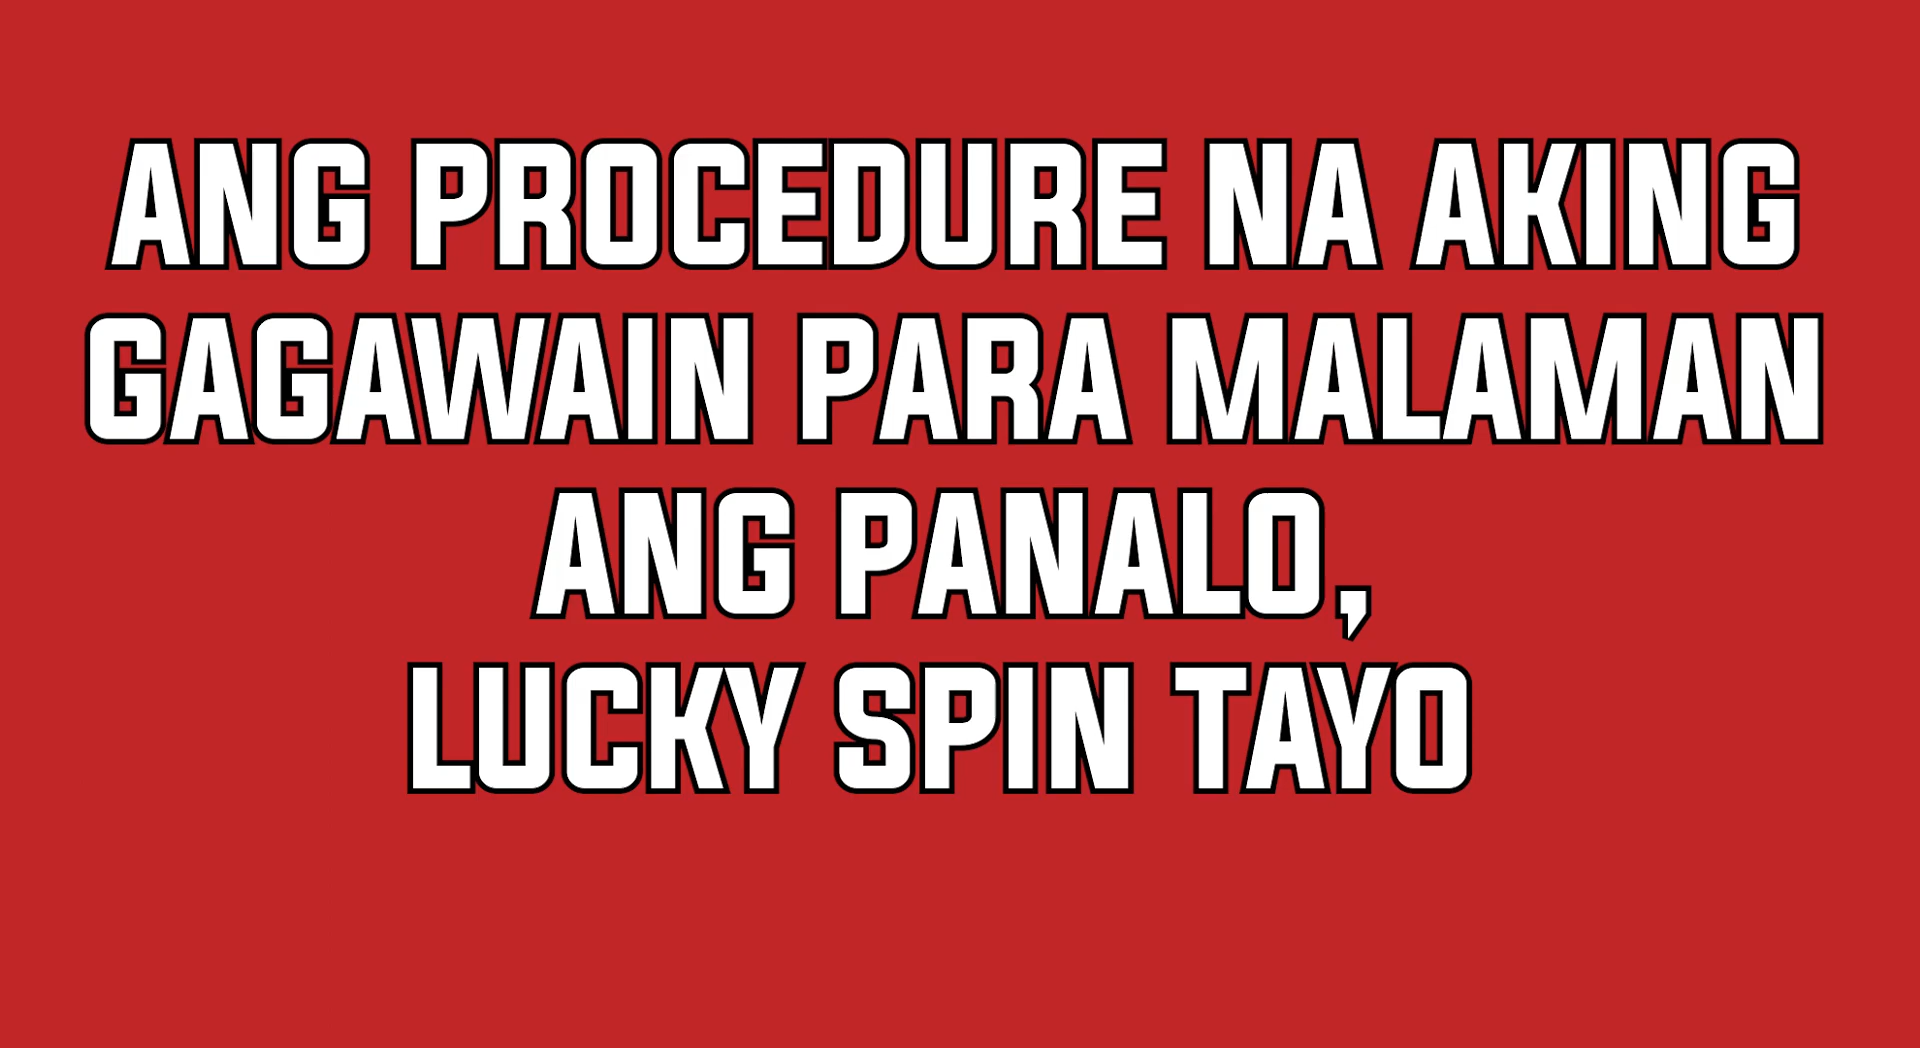 ANG PROCEDURE NA AKING
GAGAWAIN PARA MALAMAN
ANG PANALO,
LUCKY SPIN TAYO